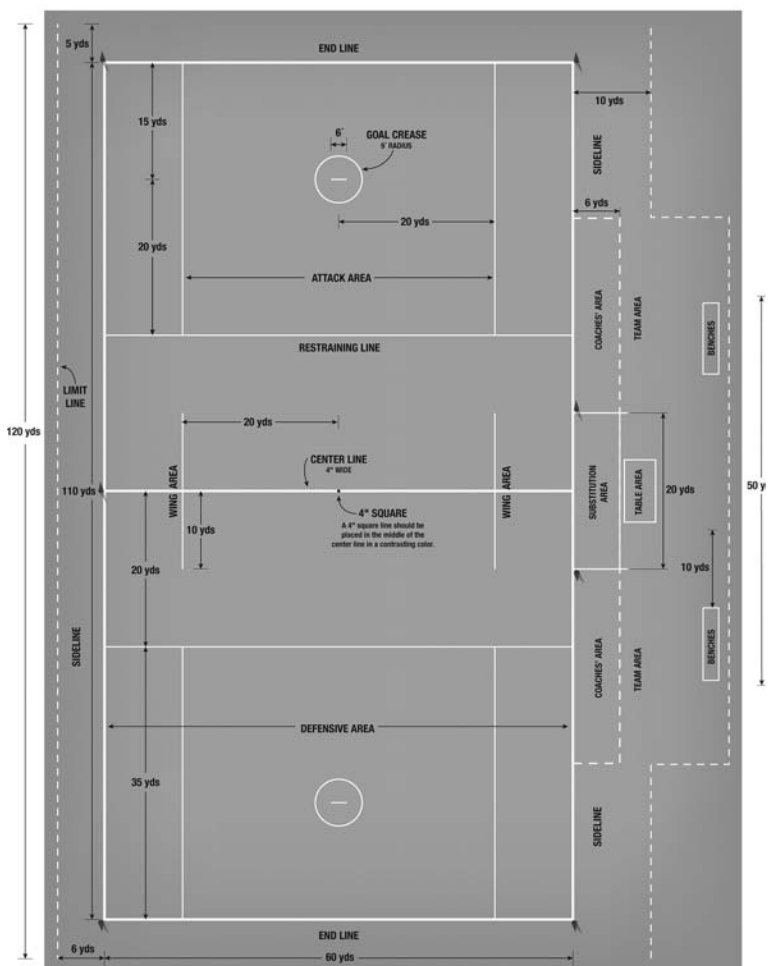 5 yds
END LINE
10 yds
15 yds
6´
GOAL CREASE
9´ RADIUS
SIDELINE
6 yds
20 yds
20 yds
ATTACK AREA
COACHES' AREA
TEAM AREA
BENCHES
RESTRAINING LINE
LIMIT
LINE
20 yds
120 yds
CENTER LINE
4" WIDE
WING AREA
WING AREA
SUBSTITUTION
AREA
TABLE AREA
20 yds
50 y
110 yds
4" SQUARE
A 4" square line should be
placed in the middle of the
center line in a contrasting color.
10 yds
20 yds
10 yds
SIDELINE
COACHES' AREA
TEAM AREA
BENCHES
DEFENSIVE AREA
35 yds
SIDELINE
END LINE
6 yds
60 yds